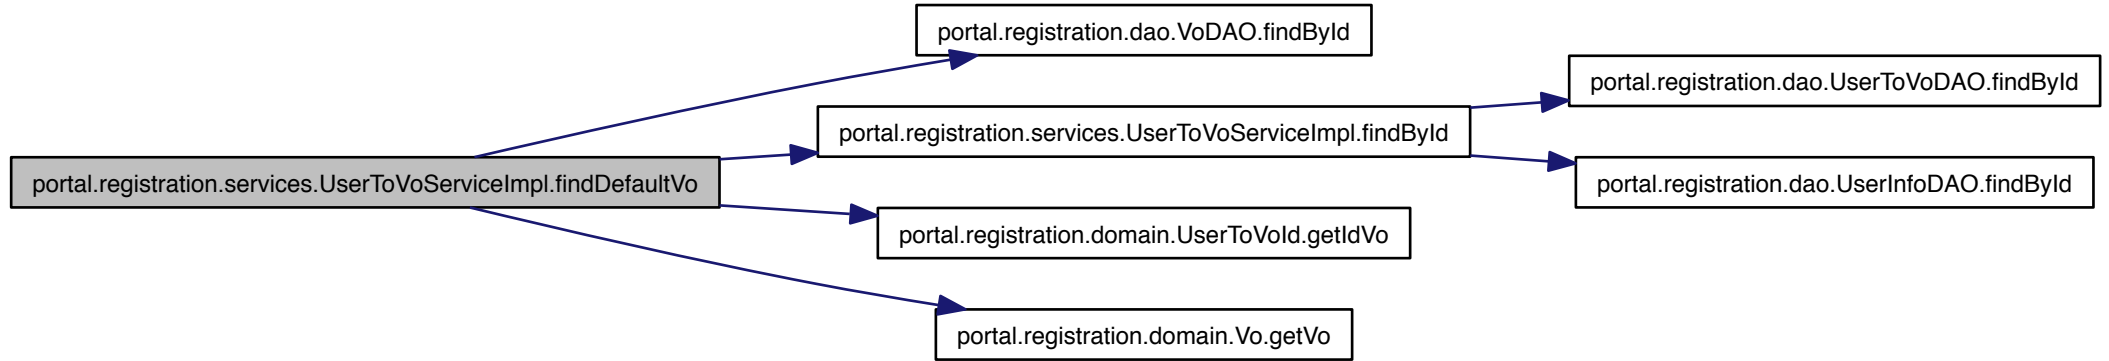 portal.registration.services.UserToVoServiceImpl.findDefaultVo
portal.registration.dao.VoDAO.findById
portal.registration.services.UserToVoServiceImpl.findById
portal.registration.dao.UserToVoDAO.findById
portal.registration.dao.UserInfoDAO.findById
portal.registration.domain.UserToVoId.getIdVo
portal.registration.domain.Vo.getVo